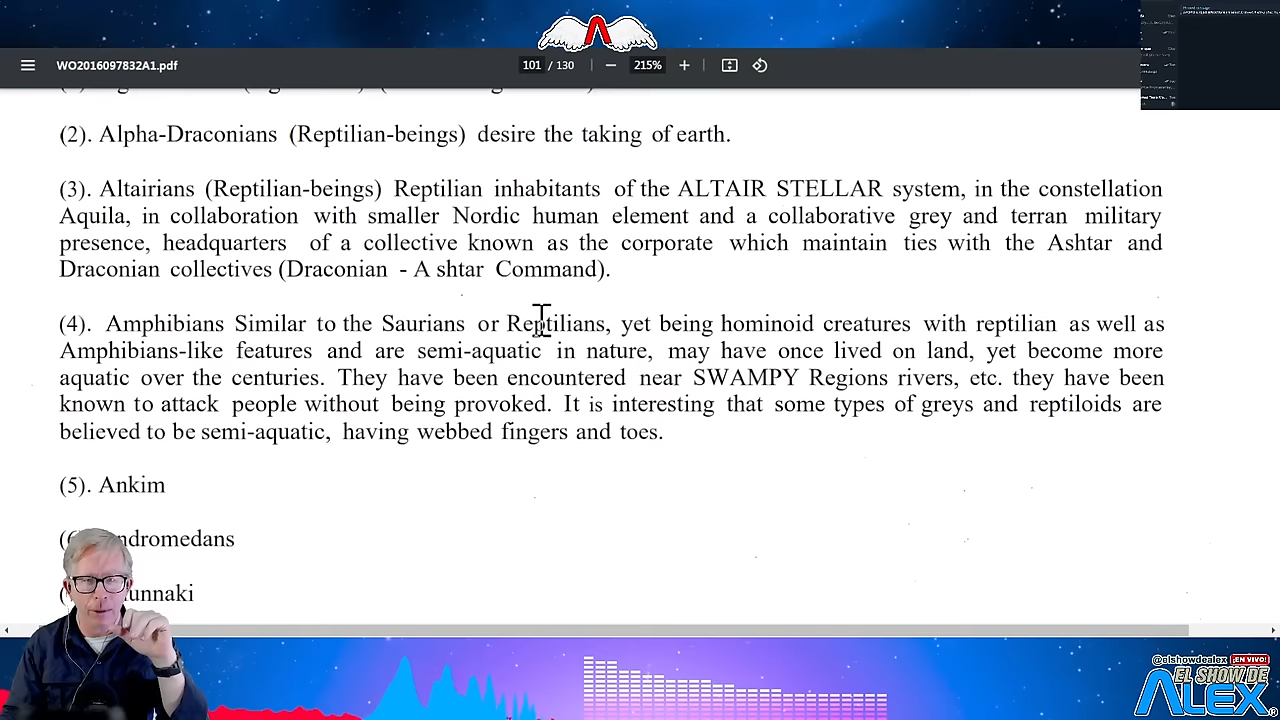 WO2016097832A1.pdf
101 / 130
215%
(2). Alpha-Draconians (Reptilian-beings) desire the taking of earth.
(3). Altairians (Reptilian-beings) Reptilian inhabitants of the ALTAIR STELLAR system, in the constellation
Aquila, in collaboration with smaller Nordic human element and a collaborative grey and terran military
presence, headquarters of a collective known as the corporate which maintain ties with the Ashtar and
Draconian collectives (Draconian - A shtar Command).
(4). Amphibians Similar to the Saurians or Reptilians, yet being hominoid creatures with reptilian as well as
Amphibians-like features and are semi-aquatic in nature, may have once lived on land, yet become more
aquatic over the centuries. They have been encountered near SWAMPY Regions rivers, etc. they have been
known to attack people without being provoked. It is interesting that some types of greys and reptiloids are
believed to be semi-aquatic, having webbed fingers and toes.
(5). Ankim
ndromedans
unnaki
@elshowdealex ¡EN VIVO!
EL SHOW DE
ALEX